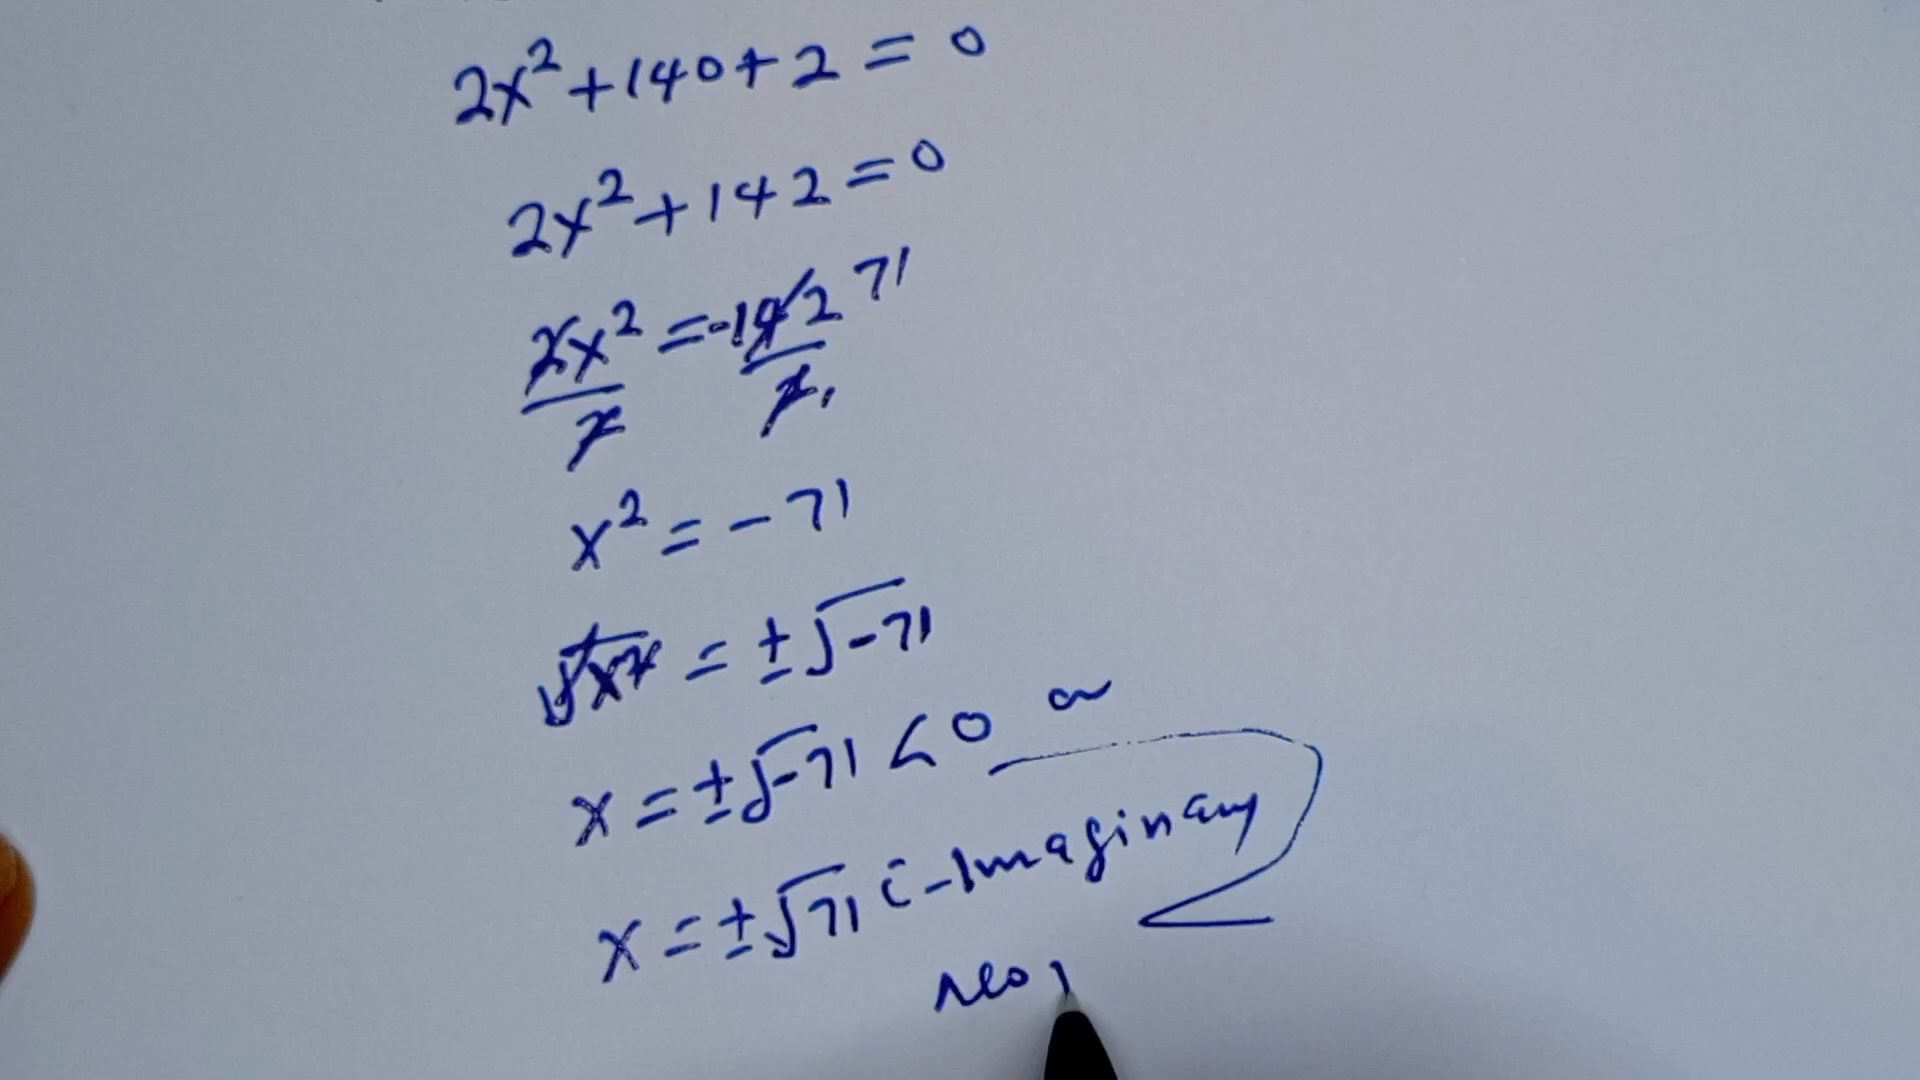 2x² + 140 + 2 = 0
2x² + 142 = 0
2x²/2 = -142/2 71
x² = -71
√x² = ±√-71
x = ±√-71 < 0
x = ±√71 i - Imaginary